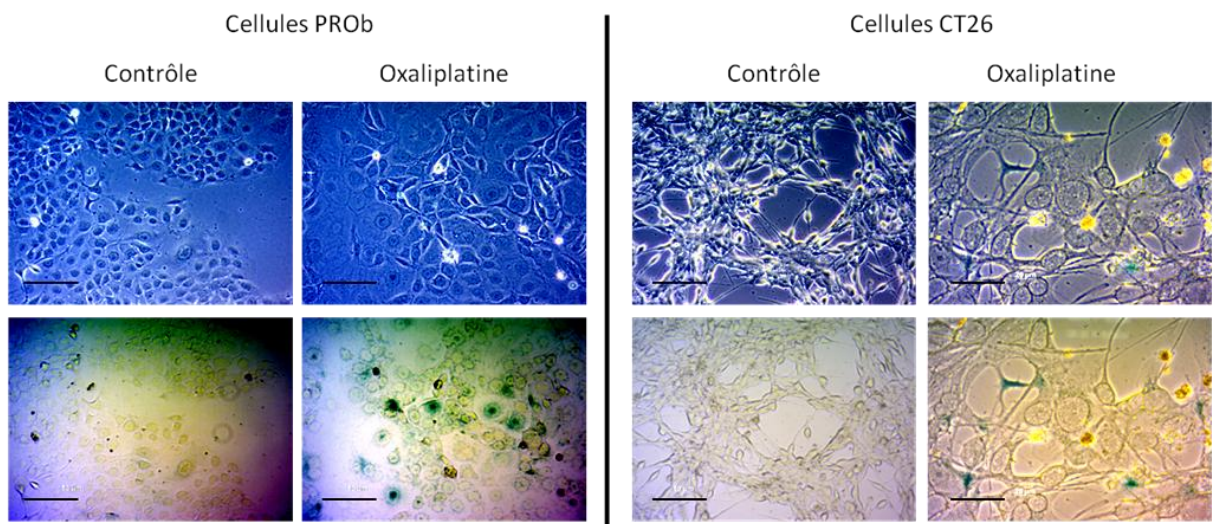 Cellules PROb
Cellules CT26
Contrôle
Oxaliplatine
Contrôle
Oxaliplatine